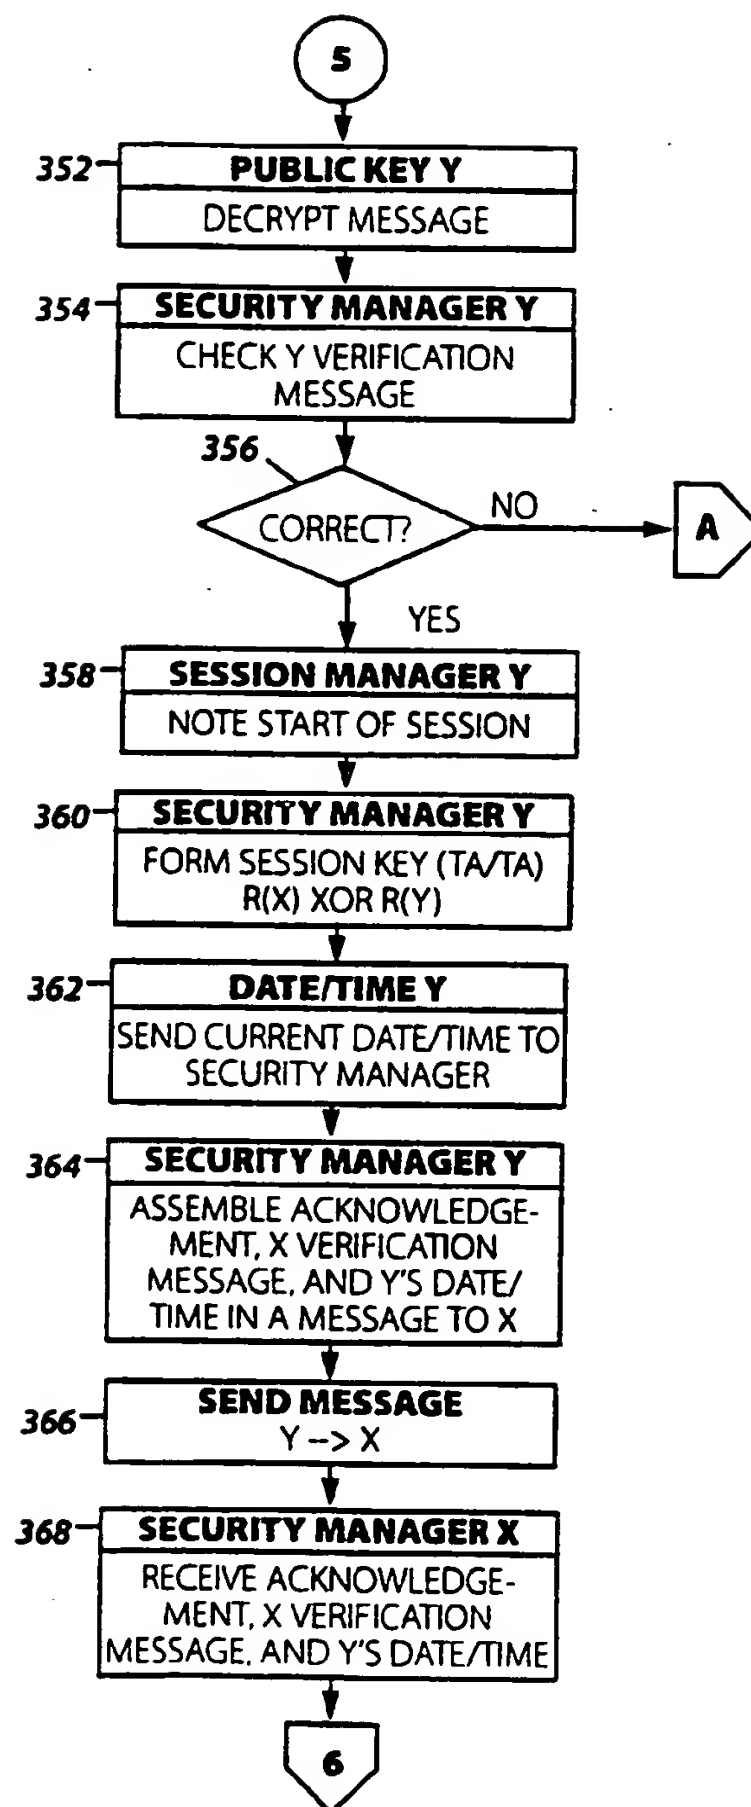 5
352
PUBLIC KEY Y
DECRYPT MESSAGE
354
SECURITY MANAGER Y
CHECK Y VERIFICATION
MESSAGE
356
CORRECT?
NO
A
YES
358
SESSION MANAGER Y
NOTE START OF SESSION
360
SECURITY MANAGER Y
FORM SESSION KEY (TA/TA)
R(X) XOR R(Y)
362
DATE/TIME Y
SEND CURRENT DATE/TIME TO
SECURITY MANAGER
364
SECURITY MANAGER Y
ASSEMBLE ACKNOWLEDGE-
MENT, X VERIFICATION
MESSAGE, AND Y'S DATE/
TIME IN A MESSAGE TO X
366
SEND MESSAGE
Y --> X
368
SECURITY MANAGER X
RECEIVE ACKNOWLEDGE-
MENT, X VERIFICATION
MESSAGE, AND Y'S DATE/TIME
6